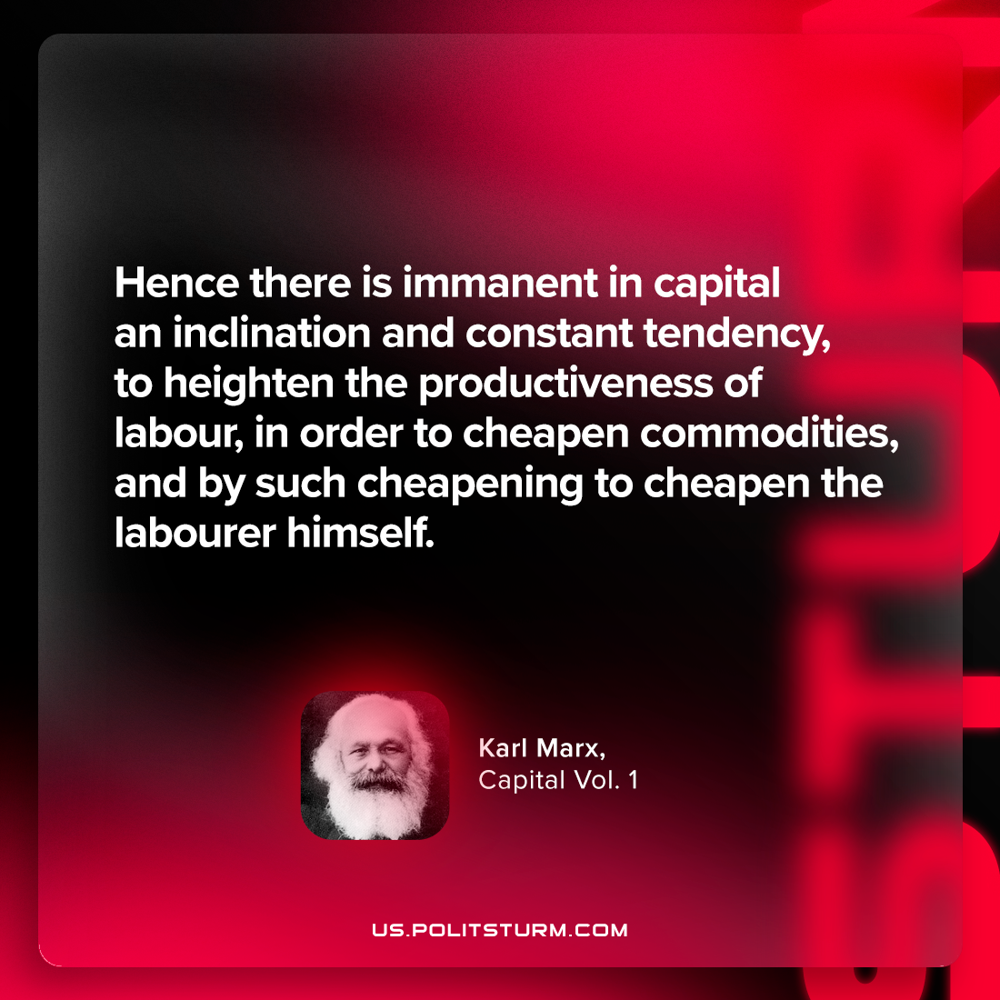 Hence there is immanent in capital
an inclination and constant tendency,
to heighten the productiveness of
labour, in order to cheapen commodities,
and by such cheapening to cheapen the
labourer himself.
Karl Marx,
Capital Vol. 1
US.POLITSTURM.COM